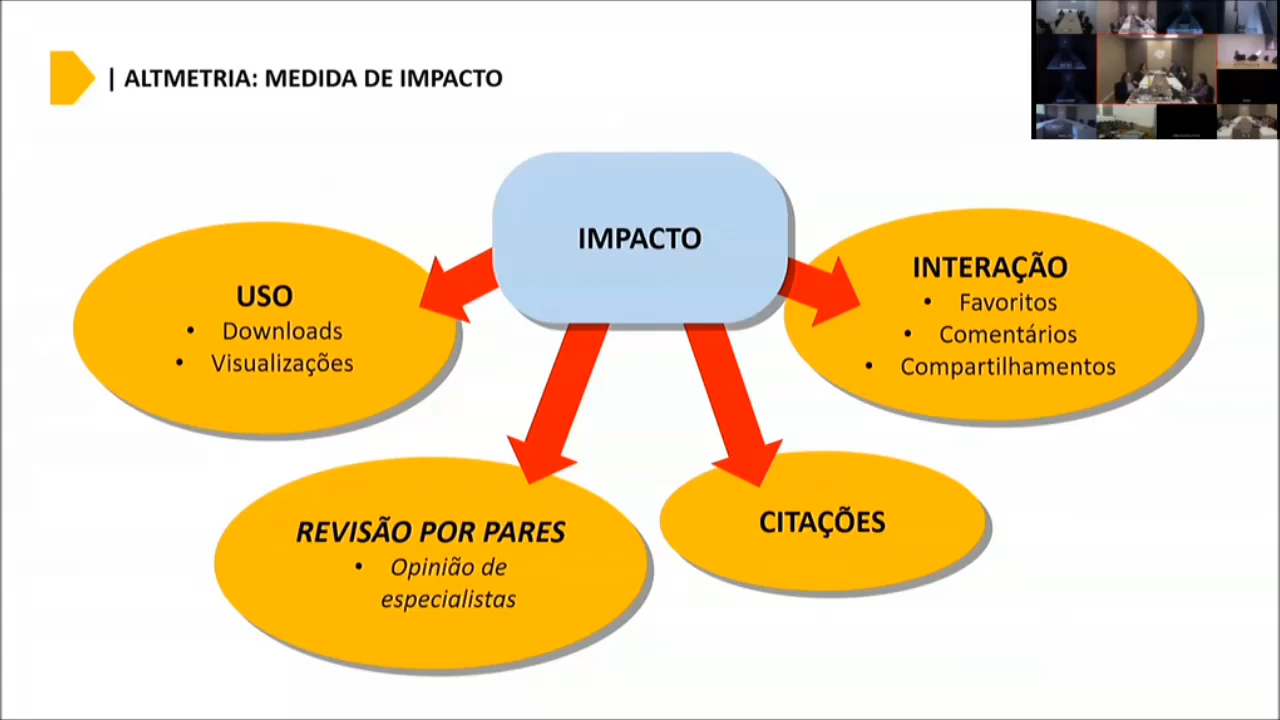 | ALTMETRIA: MEDIDA DE IMPACTO
IMPACTO
USO
• Downloads
• Visualizações
INTERAÇÃO
• Favoritos
• Comentários
• Compartilhamentos
REVISÃO POR PARES
• Opinião de
especialistas
CITAÇÕES